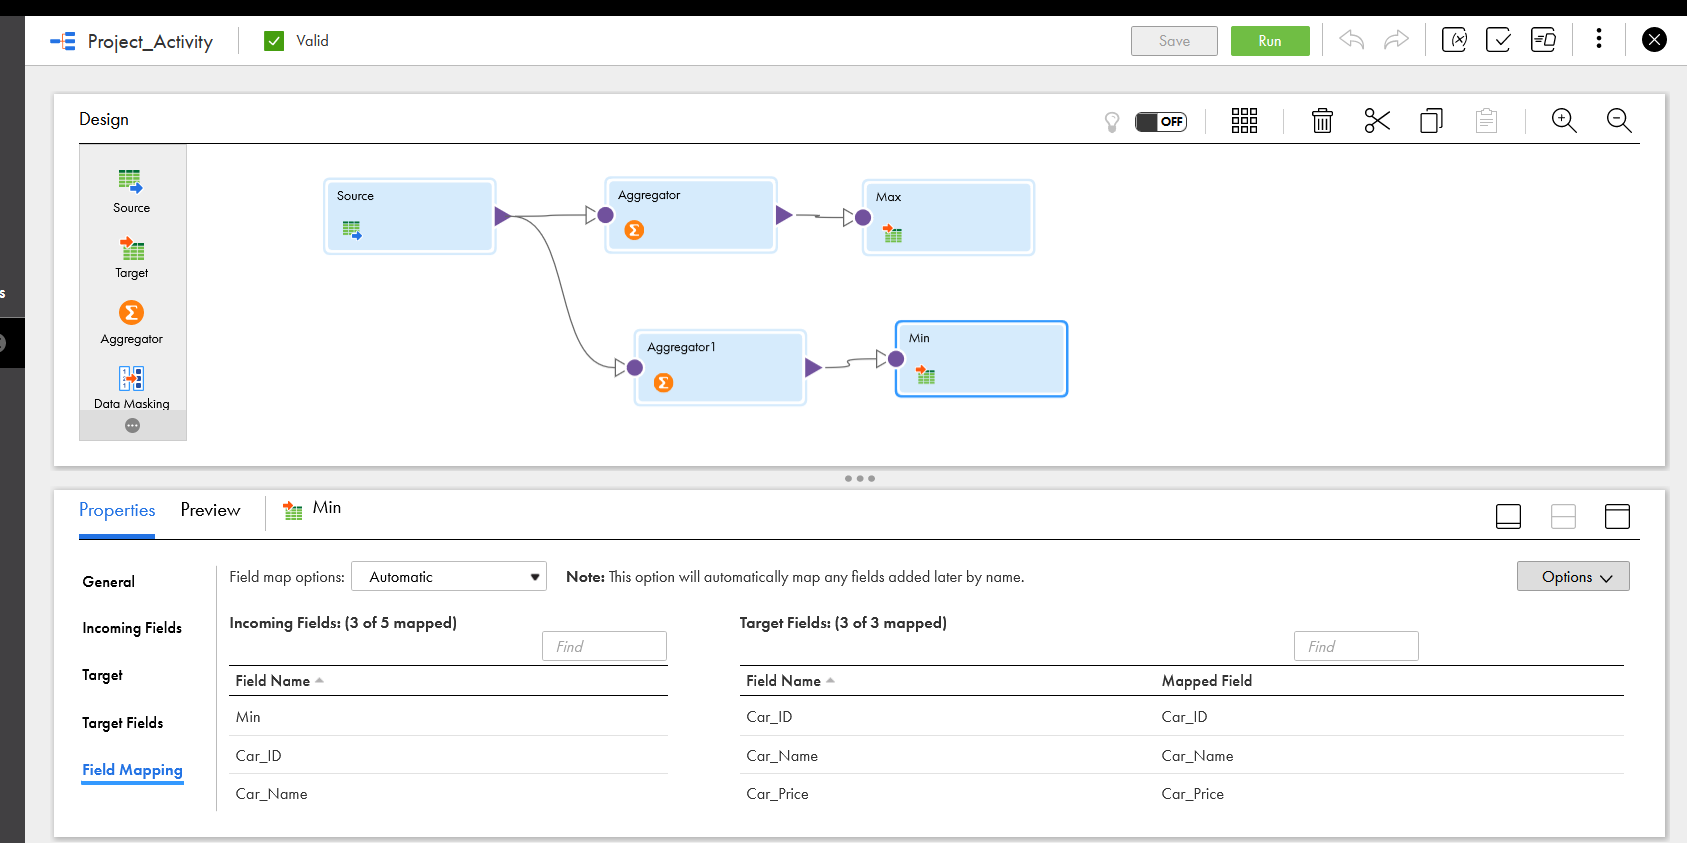 Project_Activity
Valid
Save
Run
Design
OFF
s
Source
Target
Aggregator
Data Masking
Source
Aggregator
Max
Aggregator1
Min
Properties
Preview
Min
General
Incoming Fields
Target
Target Fields
Field Mapping
Field map options:
Automatic
Note: This option will automatically map any fields added later by name.
Options
Incoming Fields: (3 of 5 mapped)
Find
Field Name
Min
Car_ID
Car_Name
Target Fields: (3 of 3 mapped)
Find
Field Name Mapped Field
Car_ID Car_ID
Car_Name Car_Name
Car_Price Car_Price